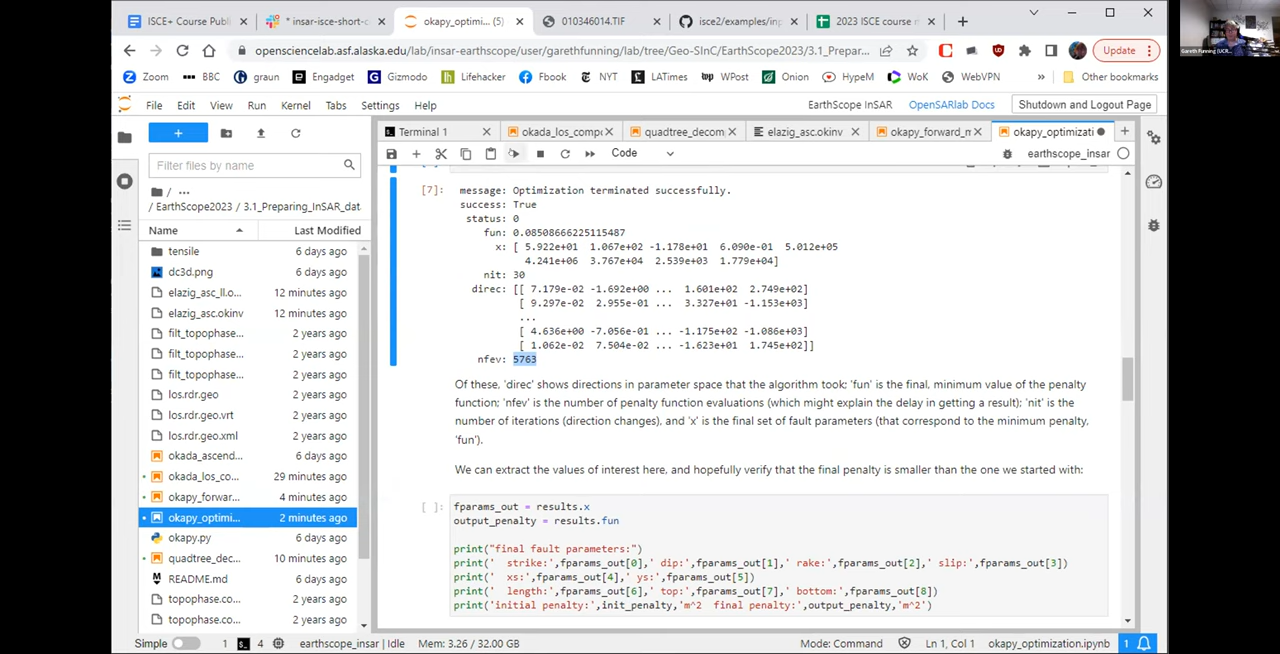 ISCE+ Course Publ
* insar-isce-short-c
okapy_optimi... (5)
010346014.TIF
isce2/examples/inp
2023 ISCE course m
opensciencelab.asf.alaska.edu/lab/insar-earthscope/user/garethfunning/lab/tree/Geo-SInC/EarthScope2023/3.1_Prepar...
Update
Zoom
BBC
graun
Engadget
Gizmodo
Lifehacker
Fbook
NYT
LATimes
WPost
Onion
HypeM
WoK
WebVPN
»
Other bookmarks
File Edit View Run Kernel Tabs Settings Help
EarthScope InSAR
OpenSARlab Docs
Shutdown and Logout Page
Terminal 1
okada_los_compo
quadtree_decom
elazig_asc.okinv
okapy_forward_m
okapy_optimizati
Filter files by name
Code
earthscope_insar
/ ...
/ EarthScope2023 / 3.1_Preparing_InSAR_dat
Name Last Modified
tensile 6 days ago
dc3d.png 6 days ago
elazig_asc_ll.o... 12 minutes ago
elazig_asc.okinv 12 minutes ago
filt_topophase... 2 years ago
filt_topophase... 2 years ago
filt_topophase... 2 years ago
los.rdr.geo 2 years ago
los.rdr.geo.vrt 2 years ago
los.rdr.geo.xml 2 years ago
okada_ascend... 6 days ago
okada_los_co... 29 minutes ago
okapy_forwar... 4 minutes ago
okapy_optimi... 2 minutes ago
okapy.py 6 days ago
quadtree_dec... 10 minutes ago
README.md 6 days ago
topophase.co... 2 years ago
topophase.co... 2 years ago
[7]: message: Optimization terminated successfully.
success: True
status: 0
fun: 0.08508666225115487
x: [ 5.922e+01 1.067e+02 -1.178e+01 6.090e-01 5.012e+05
4.241e+06 3.767e+04 2.539e+03 1.779e+04]
nit: 30
direc: [[ 7.179e-02 -1.692e+00 ... 1.601e+02 2.749e+02]
[ 9.297e-02 2.955e-01 ... 3.327e+01 -1.153e+03]
...
[ 4.636e+00 -7.056e-01 ... -1.175e+02 -1.086e+03]
[ 1.062e-02 7.504e-02 ... -1.623e+01 1.745e+02]]
nfev: 5763
Of these, 'direc' shows directions in parameter space that the algorithm took; 'fun' is the final, minimum value of the penalty
function; 'nfev' is the number of penalty function evaluations (which might explain the delay in getting a result); 'nit' is the
number of iterations (direction changes), and 'x' is the final set of fault parameters (that correspond to the minimum penalty,
'fun').
We can extract the values of interest here, and hopefully verify that the final penalty is smaller than the one we started with:
[ ]: fparams_out = results.x
output_penalty = results.fun
print("final fault parameters:")
print(' strike:',fparams_out[0],' dip:',fparams_out[1],' rake:',fparams_out[2],' slip:',fparams_out[3])
print(' xs:',fparams_out[4],' ys:',fparams_out[5])
print(' length:',fparams_out[6],' top:',fparams_out[7],' bottom:',fparams_out[8])
print('initial penalty:',init_penalty,'m^2 final penalty:',output_penalty,'m^2')
Simple 1 4 earthscope_insar | Idle Mem: 3.26 / 32.00 GB
Mode: Command Ln 1, Col 1 okapy_optimization.ipynb 1
Gareth Funning (UCR...